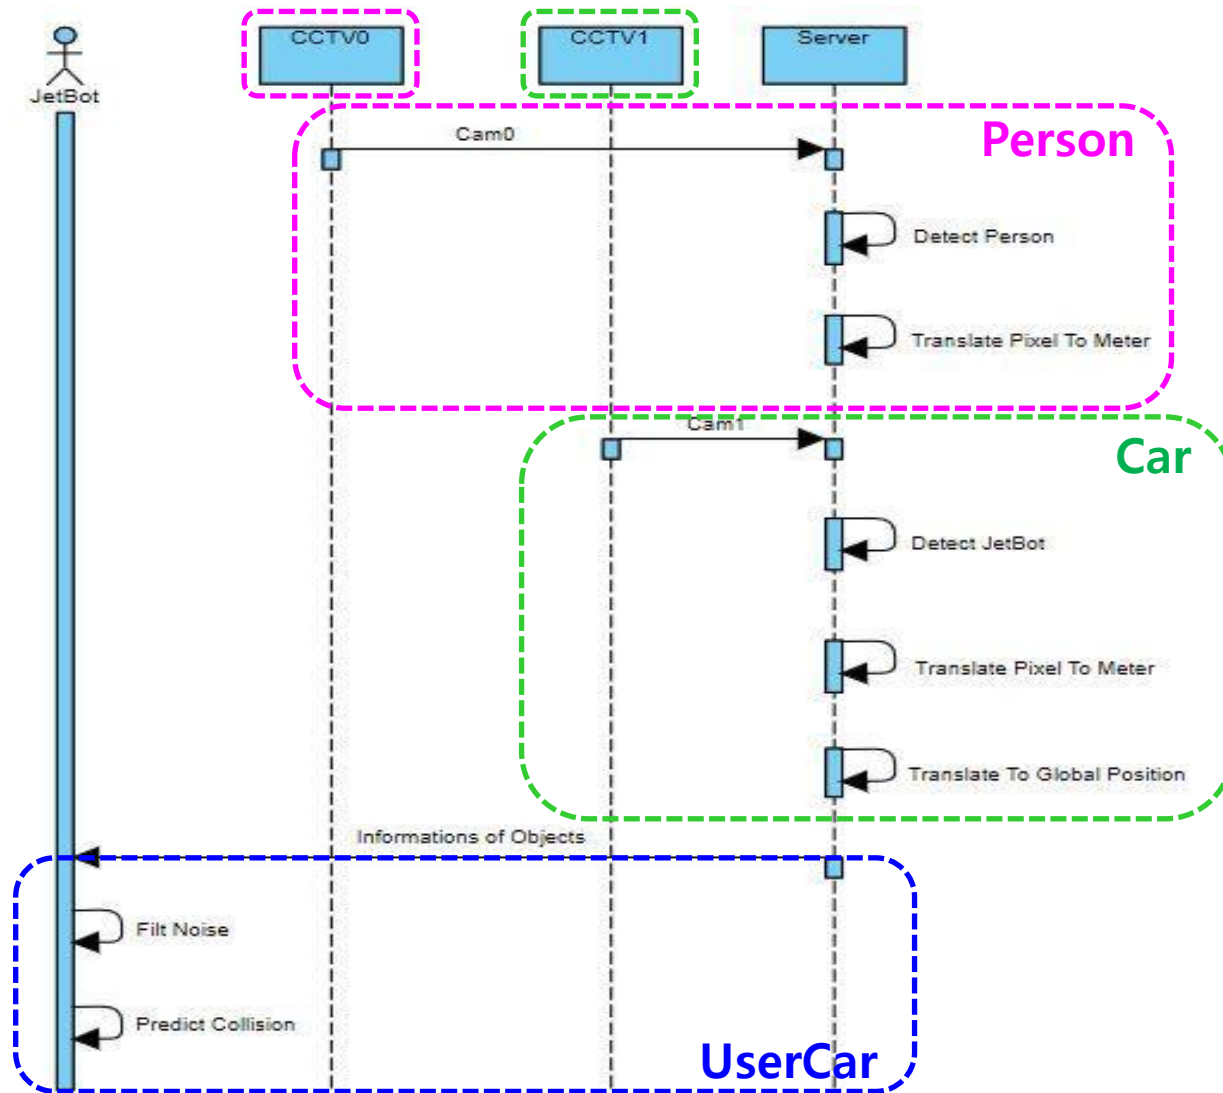 CCTV0
CCTV1
Server
JetBot
Person
Cam0
Detect Person
Translate Pixel To Meter
Cam1
Car
Detect JetBot
Translate Pixel To Meter
Translate To Global Position
Informations of Objects
Filt Noise
Predict Collision
UserCar